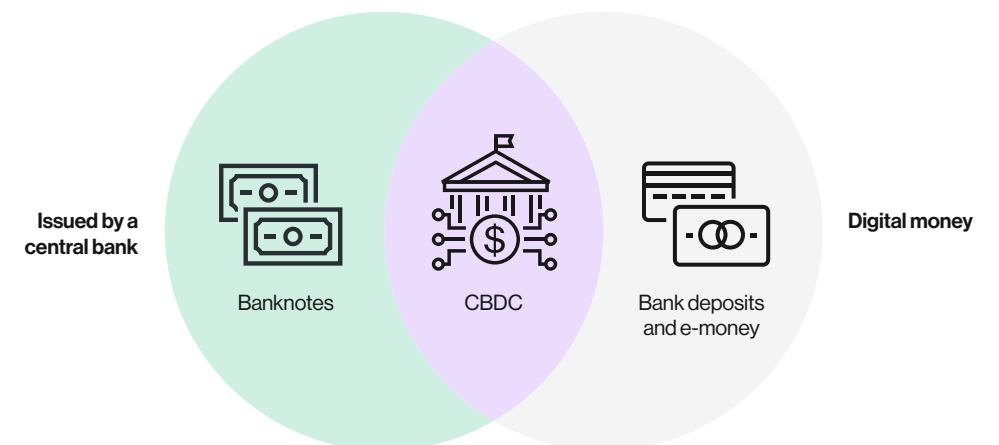 Issued by a
central bank
Banknotes
$
CBDC
Bank deposits
and e-money
Digital money